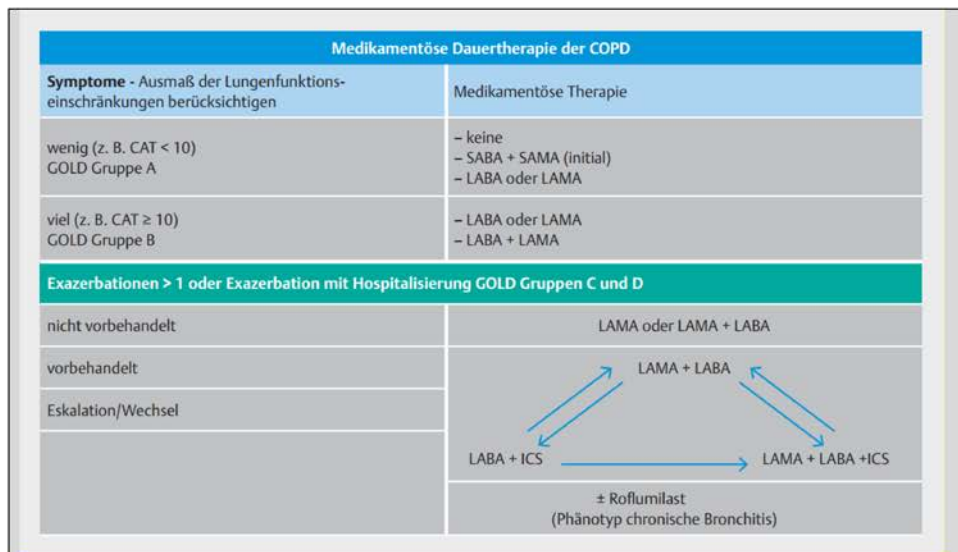 Medikamentöse Dauertherapie der COPD
Symptome - Ausmaß der Lungenfunktions-
einschränkungen berücksichtigen
Medikamentöse Therapie
wenig (z. B. CAT < 10)
GOLD Gruppe A
– keine
– SABA + SAMA (initial)
– LABA oder LAMA
viel (z. B. CAT ≥ 10)
GOLD Gruppe B
– LABA oder LAMA
– LABA + LAMA
Exazerbationen > 1 oder Exazerbation mit Hospitalisierung GOLD Gruppen C und D
nicht vorbehandelt
LAMA oder LAMA + LABA
vorbehandelt
Eskalation/Wechsel
LAMA + LABA
LABA + ICS
LAMA + LABA +ICS
± Roflumilast
(Phänotyp chronische Bronchitis)